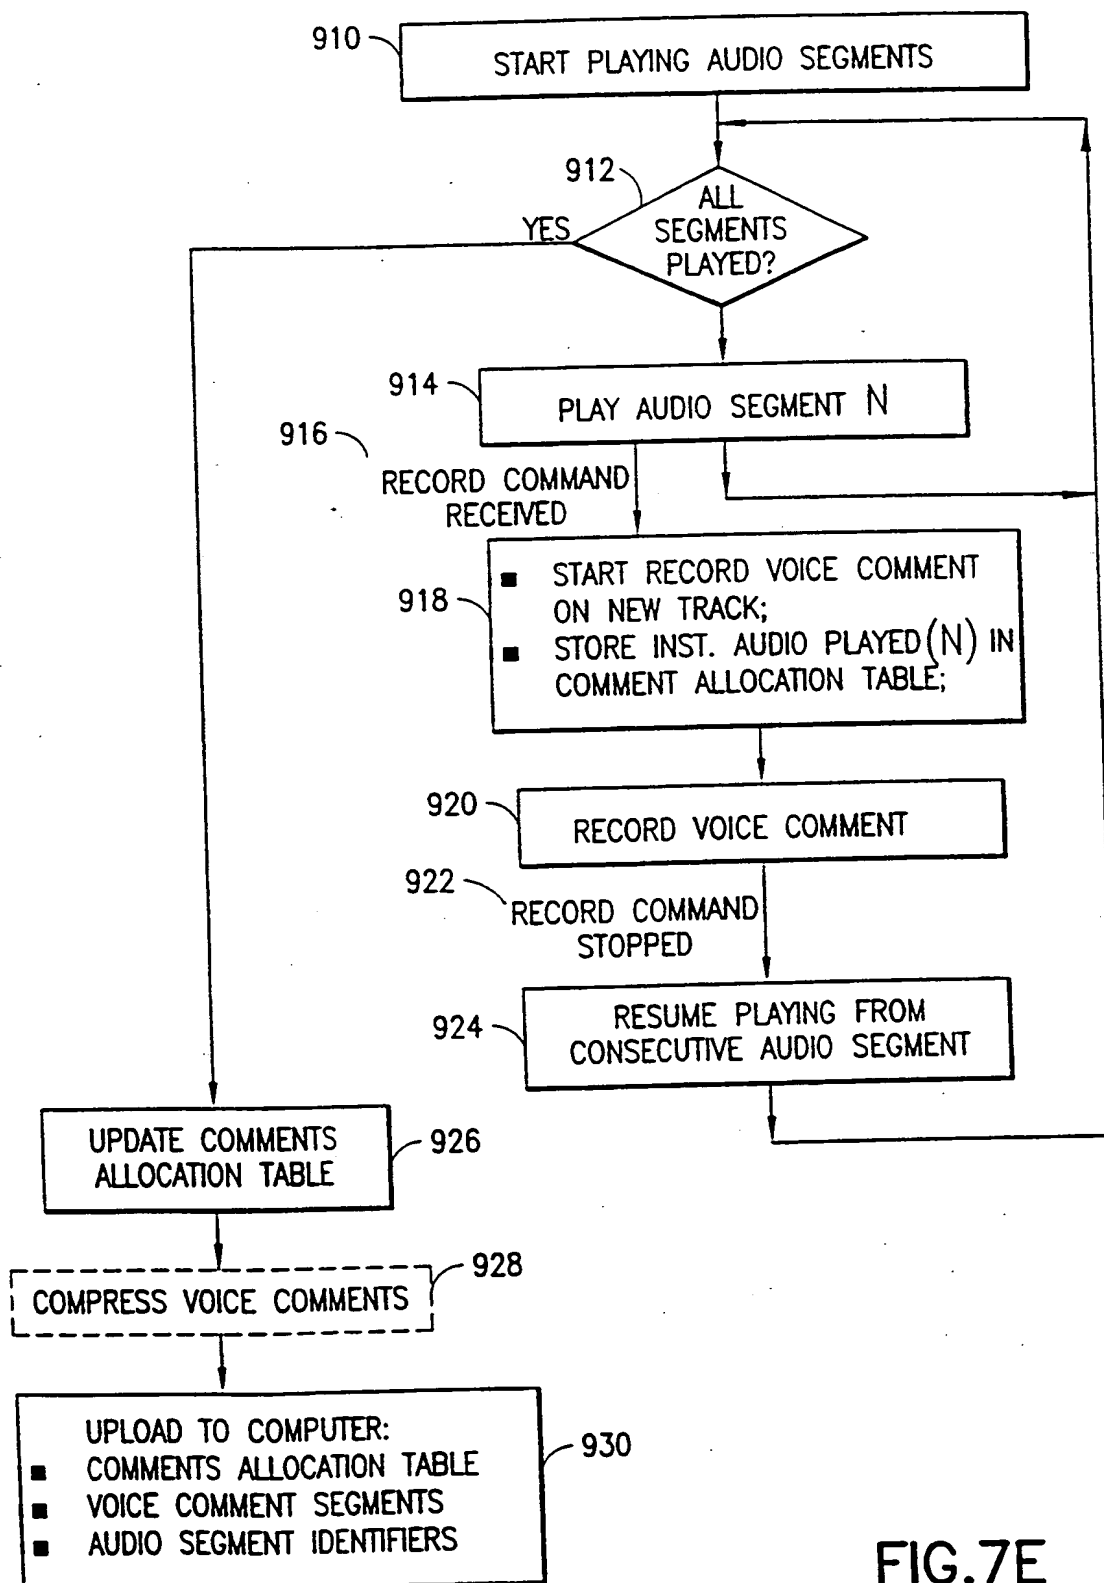 910
START PLAYING AUDIO SEGMENTS
912
YES
ALL
SEGMENTS
PLAYED?
914
PLAY AUDIO SEGMENT N
916
RECORD COMMAND
RECEIVED
918
■ START RECORD VOICE COMMENT
ON NEW TRACK;
■ STORE INST. AUDIO PLAYED(N) IN
COMMENT ALLOCATION TABLE;
920
RECORD VOICE COMMENT
922
RECORD COMMAND
STOPPED
924
RESUME PLAYING FROM
CONSECUTIVE AUDIO SEGMENT
UPDATE COMMENTS
ALLOCATION TABLE
926
928
COMPRESS VOICE COMMENTS
UPLOAD TO COMPUTER:
■ COMMENTS ALLOCATION TABLE
■ VOICE COMMENT SEGMENTS
■ AUDIO SEGMENT IDENTIFIERS
930
FIG.7E